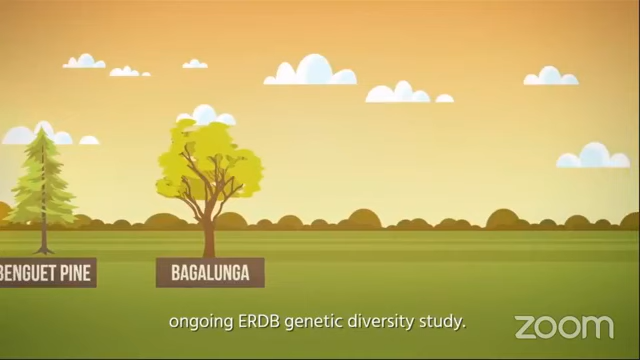 BENGUET PINE
BAGALUNGA
ongoing ERDB genetic diversity study.
zoom